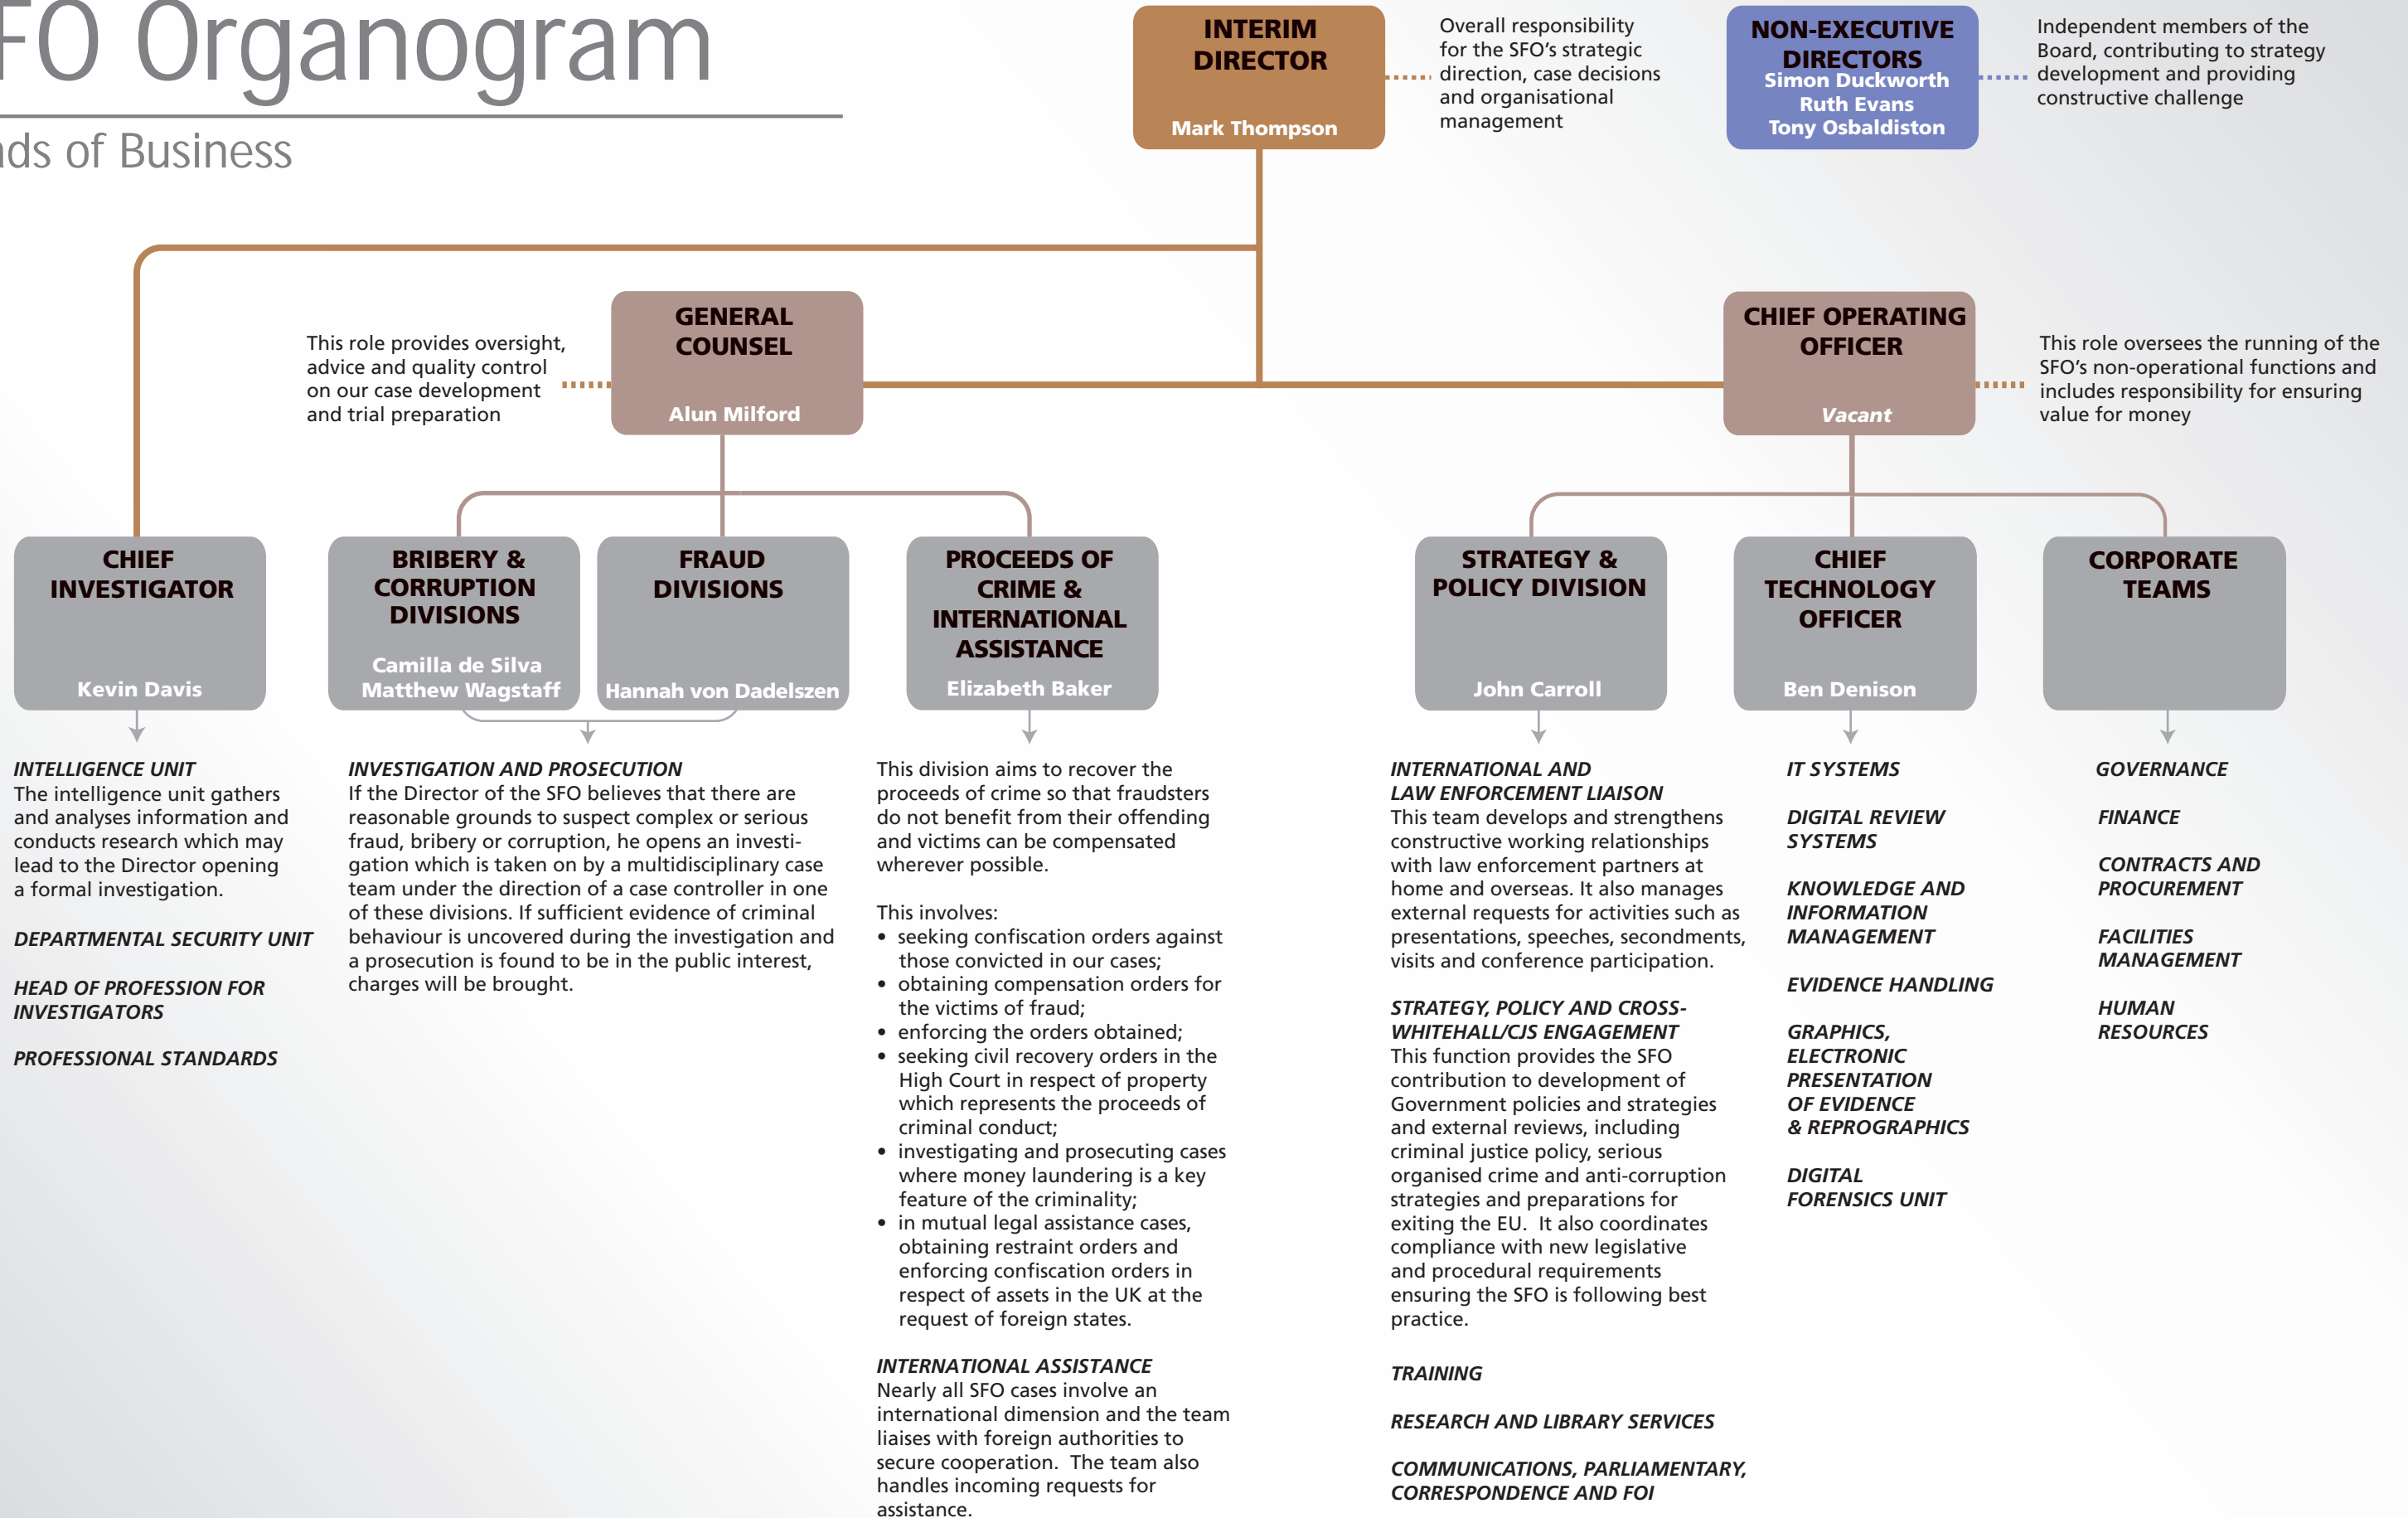 FO Organogram
ds of Business
INTERIM
DIRECTOR
Mark Thompson
Overall responsibility
for the SFO's strategic
direction, case decisions
and organisational
management
NON-EXECUTIVE
DIRECTORS
Simon Duckworth
Ruth Evans
Tony Osbaldiston
Independent members of the
Board, contributing to strategy
development and providing
constructive challenge
This role provides oversight,
advice and quality control
on our case development
and trial preparation
GENERAL
COUNSEL
Alun Milford
CHIEF OPERATING
OFFICER
Vacant
This role oversees the running of the
SFO's non-operational functions and
includes responsibility for ensuring
value for money
CHIEF
INVESTIGATOR
Kevin Davis
BRIBERY &
CORRUPTION
DIVISIONS
Camilla de Silva
Matthew Wagstaff
FRAUD
DIVISIONS
Hannah von Dadelszen
PROCEEDS OF
CRIME &
INTERNATIONAL
ASSISTANCE
Elizabeth Baker
STRATEGY &
POLICY DIVISION
John Carroll
CHIEF
TECHNOLOGY
OFFICER
Ben Denison
CORPORATE
TEAMS
INTELLIGENCE UNIT
The intelligence unit gathers
and analyses information and
conducts research which may
lead to the Director opening
a formal investigation.
DEPARTMENTAL SECURITY UNIT
HEAD OF PROFESSION FOR
INVESTIGATORS
PROFESSIONAL STANDARDS
INVESTIGATION AND PROSECUTION
If the Director of the SFO believes that there are
reasonable grounds to suspect complex or serious
fraud, bribery or corruption, he opens an investi-
gation which is taken on by a multidisciplinary case
team under the direction of a case controller in one
of these divisions. If sufficient evidence of criminal
behaviour is uncovered during the investigation and
a prosecution is found to be in the public interest,
charges will be brought.
This division aims to recover the
proceeds of crime so that fraudsters
do not benefit from their offending
and victims can be compensated
wherever possible.
This involves:
• seeking confiscation orders against
those convicted in our cases;
• obtaining compensation orders for
the victims of fraud;
• enforcing the orders obtained;
• seeking civil recovery orders in the
High Court in respect of property
which represents the proceeds of
criminal conduct;
• investigating and prosecuting cases
where money laundering is a key
feature of the criminality;
• in mutual legal assistance cases,
obtaining restraint orders and
enforcing confiscation orders in
respect of assets in the UK at the
request of foreign states.
INTERNATIONAL ASSISTANCE
Nearly all SFO cases involve an
international dimension and the team
liaises with foreign authorities to
secure cooperation. The team also
handles incoming requests for
assistance.
INTERNATIONAL AND
LAW ENFORCEMENT LIAISON
This team develops and strengthens
constructive working relationships
with law enforcement partners at
home and overseas. It also manages
external requests for activities such as
presentations, speeches, secondments,
visits and conference participation.
STRATEGY, POLICY AND CROSS-
WHITEHALL/CJS ENGAGEMENT
This function provides the SFO
contribution to development of
Government policies and strategies
and external reviews, including
criminal justice policy, serious
organised crime and anti-corruption
strategies and preparations for
exiting the EU. It also coordinates
compliance with new legislative
and procedural requirements
ensuring the SFO is following best
practice.
TRAINING
RESEARCH AND LIBRARY SERVICES
COMMUNICATIONS, PARLIAMENTARY,
CORRESPONDENCE AND FOI
IT SYSTEMS
DIGITAL REVIEW
SYSTEMS
KNOWLEDGE AND
INFORMATION
MANAGEMENT
EVIDENCE HANDLING
GRAPHICS,
ELECTRONIC
PRESENTATION
OF EVIDENCE
& REPROGRAPHICS
DIGITAL
FORENSICS UNIT
GOVERNANCE
FINANCE
CONTRACTS AND
PROCUREMENT
FACILITIES
MANAGEMENT
HUMAN
RESOURCES